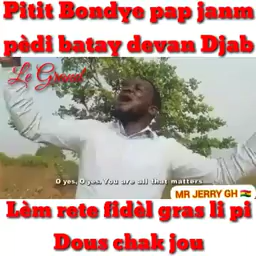 Pitit Bondye pap janm
pèdi batay devan Djab
Le Grand
O yes, O yes, You are all that matters
MR JERRY GH
Lèm rete fidèl gras li pi
Dous chak jou